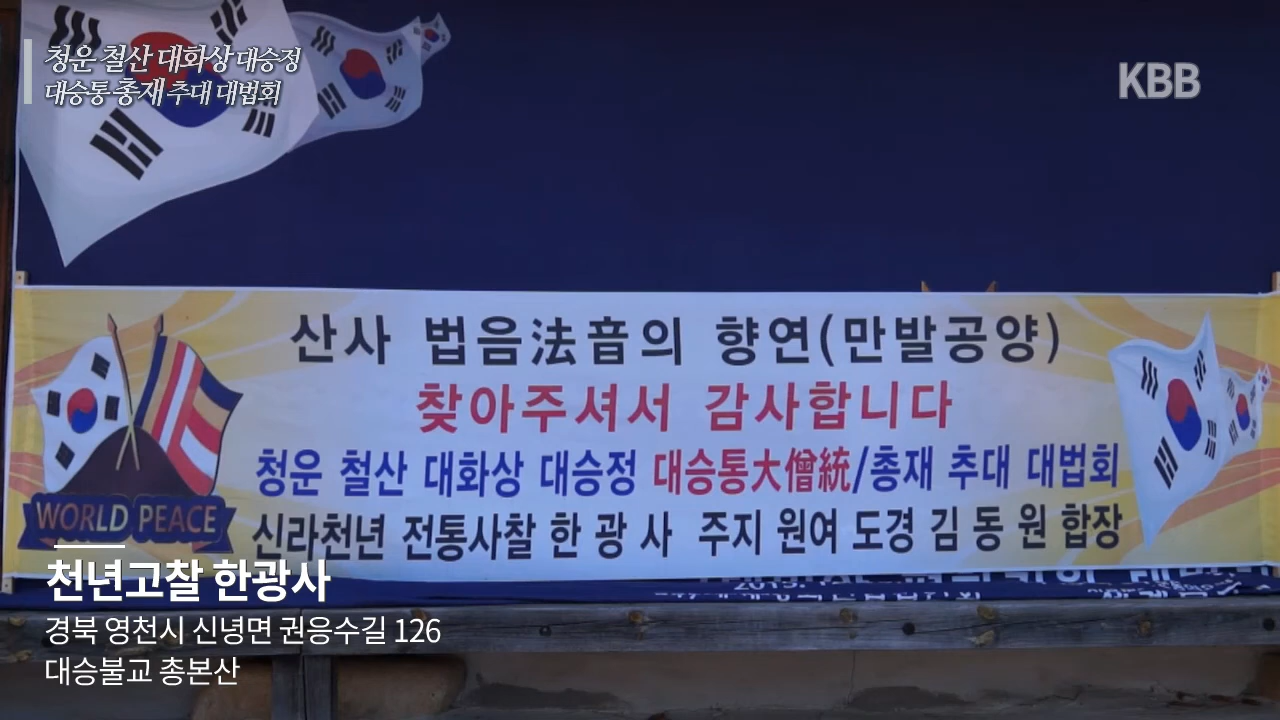 청운 철산 대화상 대승정
대승통 총재 추대 대법회
KBB
산사 법음法音의 향연(만발공양)
찾아주셔서 감사합니다
청운 철산 대화상 대승정 대승통大僧統/총재 추대 대법회
신라천년 전통사찰 한 광 사 주지 원여 도경 김 동 원 합장
WORLD PEACE
천년고찰 한광사
경북 영천시 신녕면 권응수길 126
대승불교 총본산